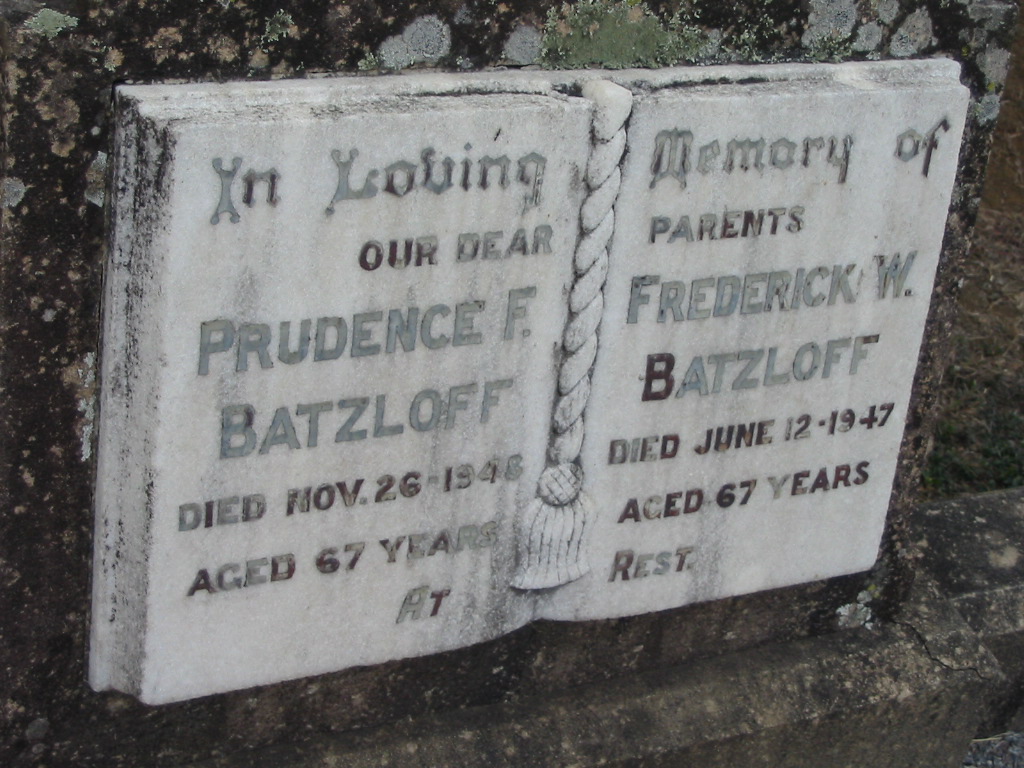 In Loving Memory of
OUR DEAR PARENTS
PRUDENCE F.
BATZLOFF
DIED NOV. 26-1948
AGED 67 YEARS
FREDERICK W.
BATZLOFF
DIED JUNE 12-1947
AGED 67 YEARS
AT REST.